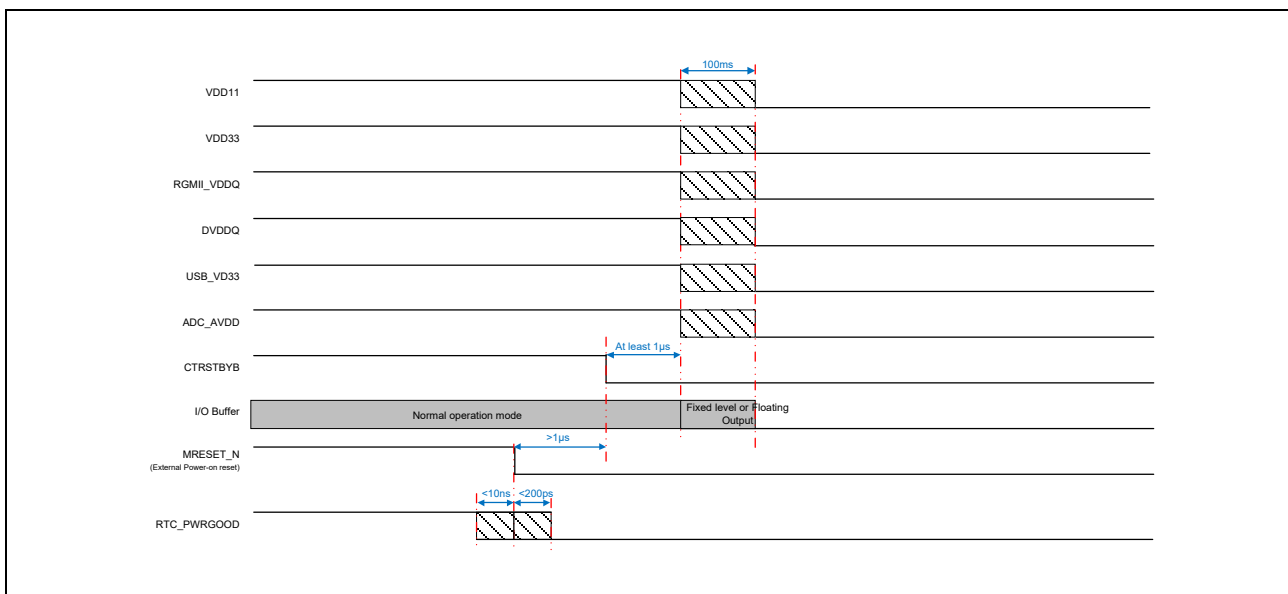 100ms
VDD11
VDD33
RGMII_VDDQ
DVDDQ
USB_VD33
ADC_AVDD
At least 1µs
CTRSTBYB
I/O Buffer
Normal operation mode
Fixed level or Floating
Output
>1µs
MRESET_N
(External Power-on reset)
<10ns
<200ps
RTC_PWRGOOD